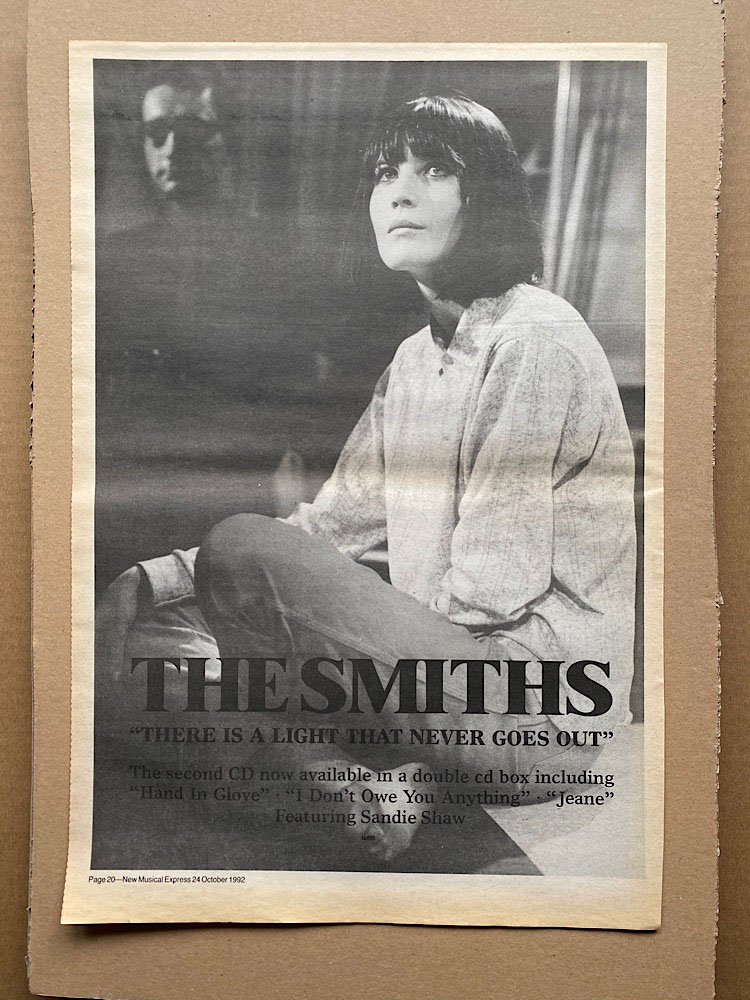 THE SMITHS
“THERE IS A LIGHT THAT NEVER GOES OUT”
The second CD now available in a double cd box including
“Hand In Glove” · “I Don’t Owe You Anything” · “Jeane”
Featuring Sandie Shaw
Page 20—New Musical Express 24 October 1992